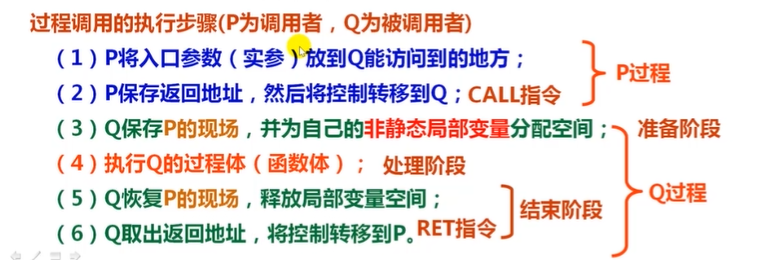 过程调用的执行步骤(P为调用者，Q为被调用者)
（1）P将入口参数（实参）放到Q能访问到的地方；
（2）P保存返回地址，然后将控制转移到Q；CALL指令
P过程
（3）Q保存P的现场，并为自己的非静态局部变量分配空间； 准备阶段
（4）执行Q的过程体（函数体）； 处理阶段
（5）Q恢复P的现场，释放局部变量空间；
（6）Q取出返回地址，将控制转移到P。RET指令
结束阶段
Q过程